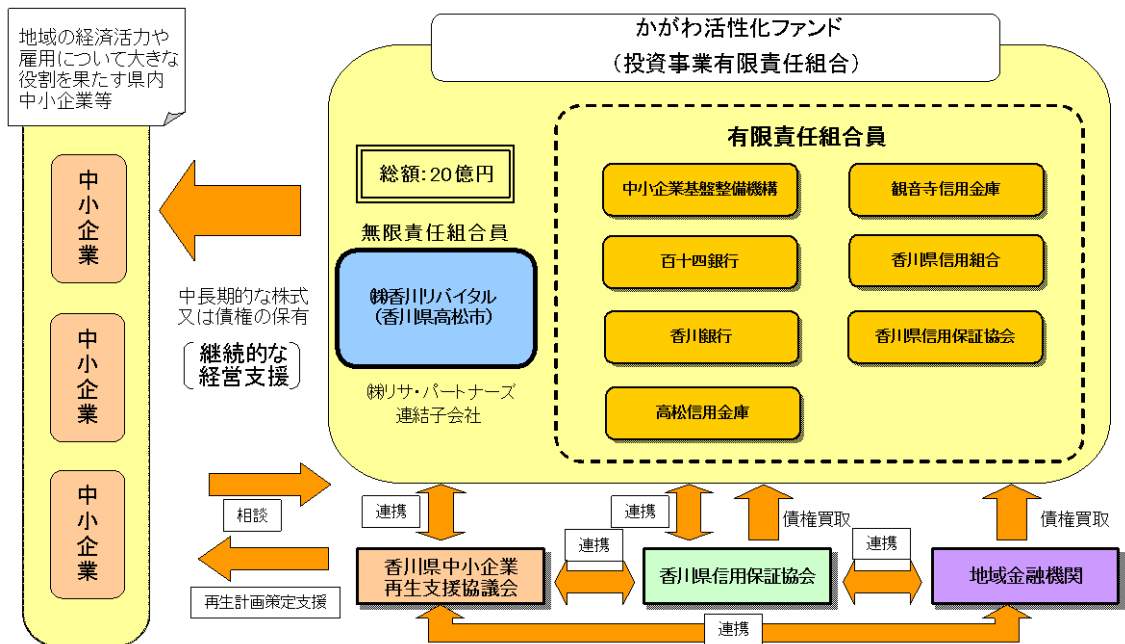 かがわ活性化ファンド
(投資事業有限責任組合)
地域の経済活力や
雇用について大きな
役割を果たす県内
中小企業等
中小企業
中小企業
中小企業
中長期的な株式
又は債権の保有
継続的な
経営支援
総額:20億円
無限責任組合員
㈱香川リバイタル
(香川県高松市)
㈱リサ・パートナーズ
連結子会社
有限責任組合員
中小企業基盤整備機構
観音寺信用金庫
百十四銀行
香川県信用組合
香川銀行
香川県信用保証協会
高松信用金庫
相談
再生計画策定支援
連携
連携
債権買取
債権買取
香川県中小企業
再生支援協議会
連携
香川県信用保証協会
連携
地域金融機関
連携